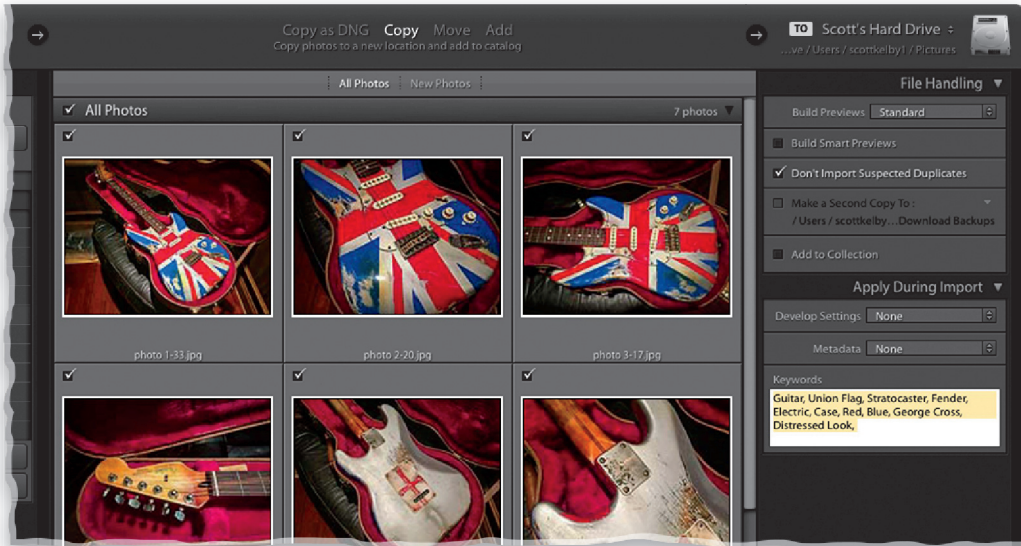 Copy as DNG Copy Move Add
Copy photos to a new location and add to catalog
TO Scott's Hard Drive
...ve / Users / scottkelby1 / Pictures
All Photos New Photos
All Photos 7 photos
photo 1-33.jpg photo 2-20.jpg photo 3-17.jpg
File Handling
Build Previews Standard
Build Smart Previews
Don't Import Suspected Duplicates
Make a Second Copy To :
/ Users / scottkelby...Download Backups
Add to Collection
Apply During Import
Develop Settings None
Metadata None
Keywords
Guitar, Union Flag, Stratocaster, Fender,
Electric, Case, Red, Blue, George Cross,
Distressed Look,